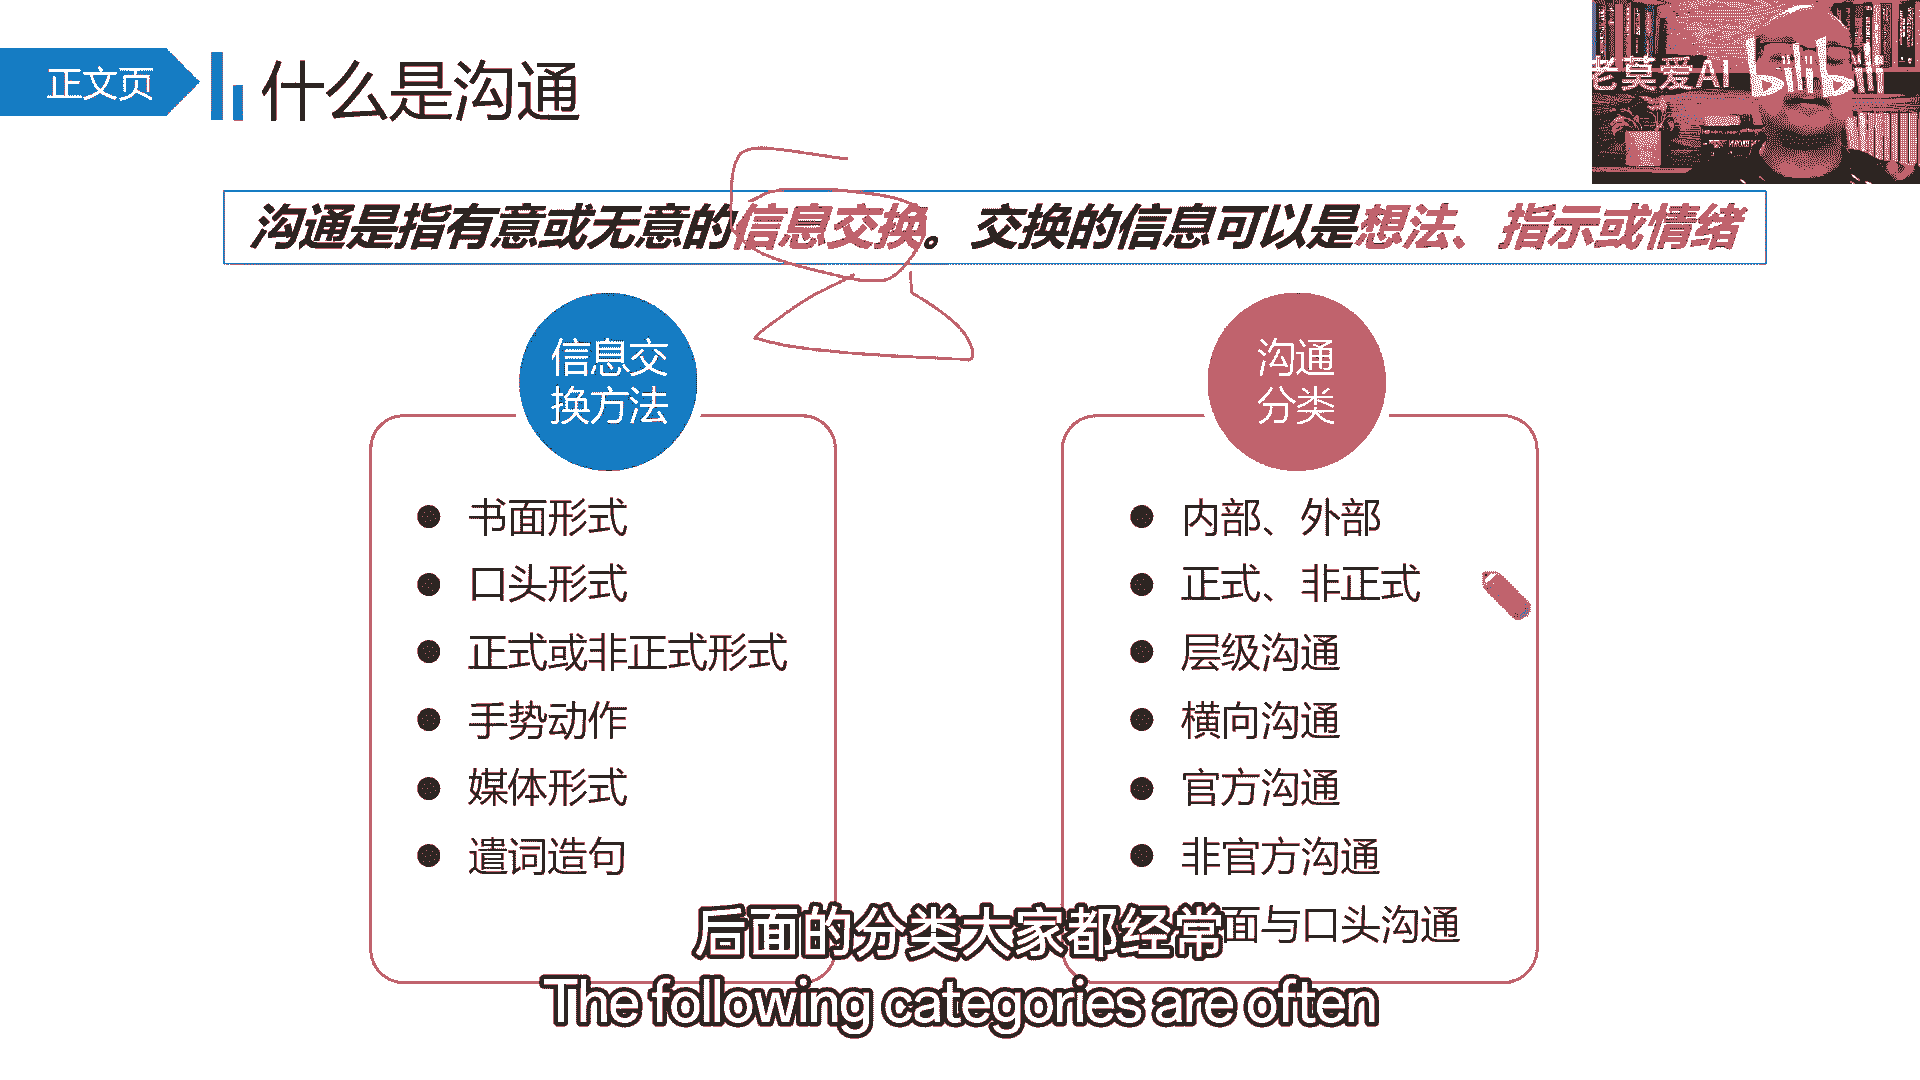 正文页
什么是沟通
老莫爱AI
bilibili
沟通是指有意或无意的信息交换。交换的信息可以是想法、指示或情绪
信息交
换方法
书面形式
口头形式
正式或非正式形式
手势动作
媒体形式
遣词造句
沟通
分类
内部、外部
正式、非正式
层级沟通
横向沟通
官方沟通
非官方沟通
面与口头沟通
后面的分类大家都经常
The following categories are often